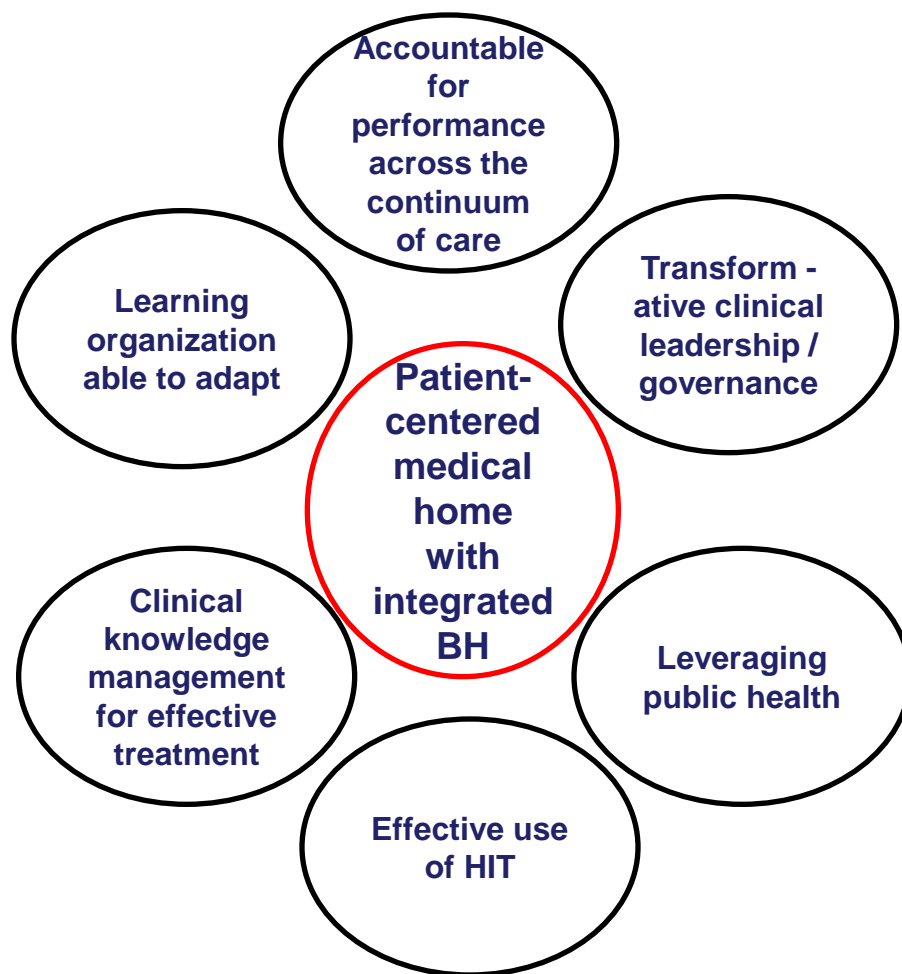 Accountable
for
performance
across the
continuum
of care
Transform -
ative clinical
leadership /
governance
Learning
organization
able to adapt
Patient-
centered
medical
home
with
integrated
BH
Clinical
knowledge
management
for effective
treatment
Leveraging
public health
Effective use
of HIT